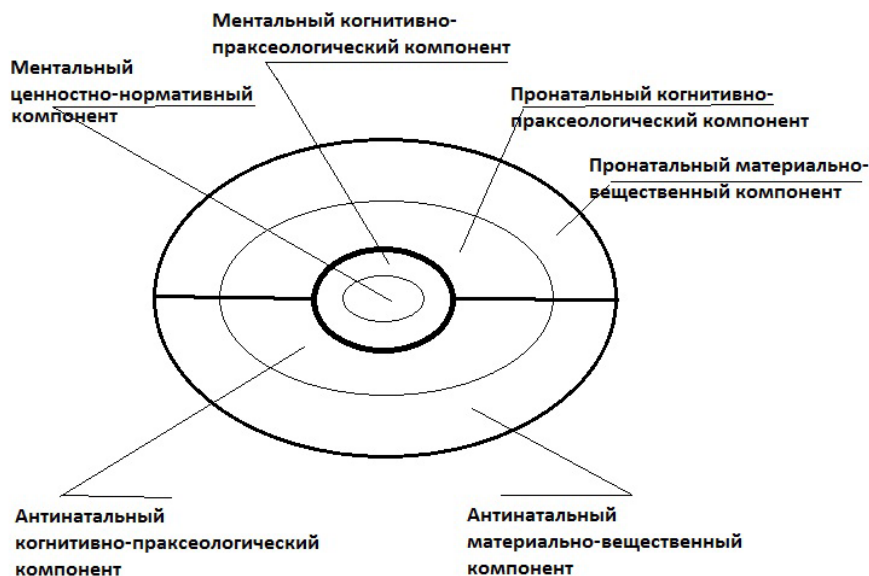 Ментальный когнитивно-
праксеологический компонент
Ментальный
ценностно-нормативный
компонент
Пронатальный когнитивно-
праксеологический компонент
Пронатальный материально-
вещественный компонент
Антинатальный
когнитивно-праксеологический
компонент
Антинатальный
материально-вещественный
компонент